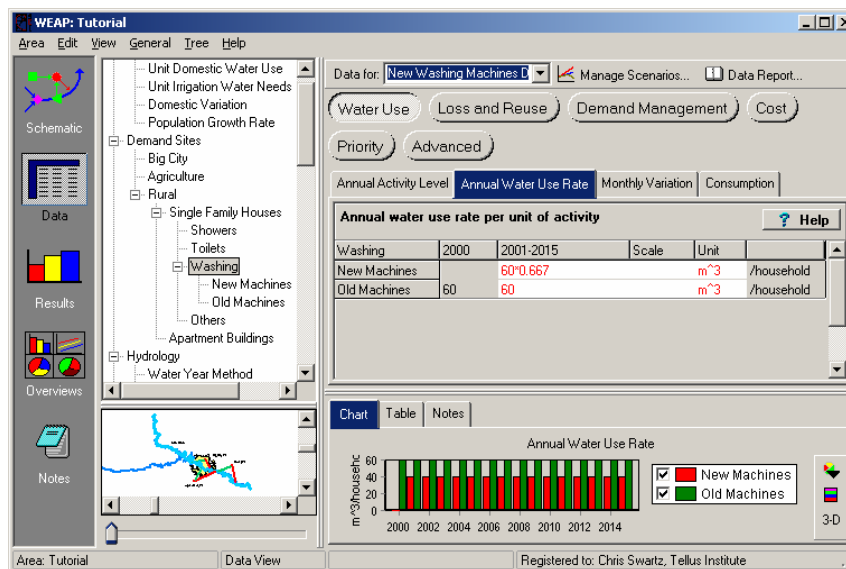 WEAP: Tutorial
Area Edit View General Tree Help
Schematic
Data
Results
Overviews
Notes
Unit Domestic Water Use
Unit Irrigation Water Needs
Domestic Variation
Population Growth Rate
Demand Sites
Big City
Agriculture
Rural
Single Family Houses
Showers
Toilets
Washing
New Machines
Old Machines
Others
Apartment Buildings
Hydrology
Water Year Method
Data for: New Washing Machines D Manage Scenarios... Data Report...
Water Use Loss and Reuse Demand Management Cost
Priority Advanced
Annual Activity Level Annual Water Use Rate Monthly Variation Consumption
Annual water use rate per unit of activity ? Help
Washing 2000 2001-2015 Scale Unit
New Machines 60*0.667 m^3 /household
Old Machines 60 60 m^3 /household
Chart Table Notes
Annual Water Use Rate
m^3/househc
60
40
20
0
2000 2002 2004 2006 2008 2010 2012 2014
New Machines
Old Machines
3-D
Area: Tutorial Data View Registered to: Chris Swartz, Tellus Institute